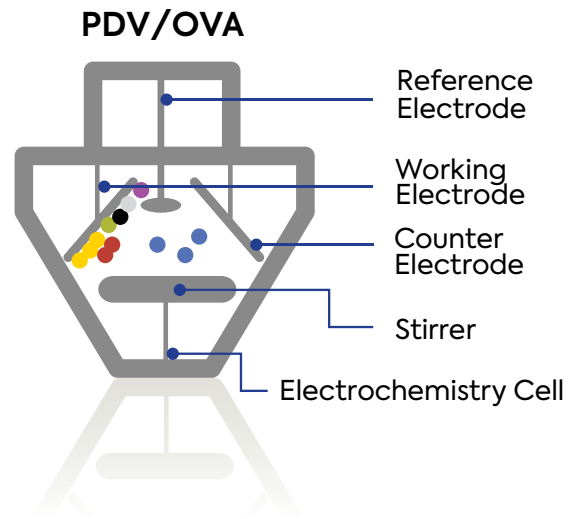 PDV/OVA
Reference
Electrode
Working
Electrode
Counter
Electrode
Stirrer
Electrochemistry Cell